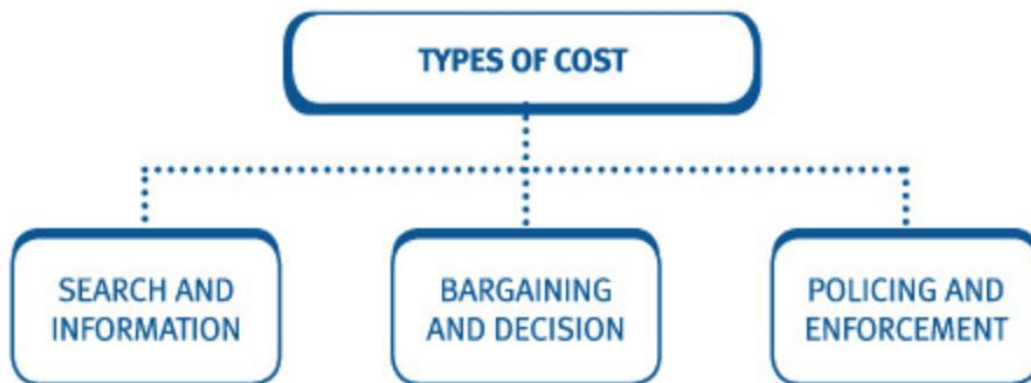 TYPES OF COST
SEARCH AND
INFORMATION
BARGAINING
AND DECISION
POLICING AND
ENFORCEMENT